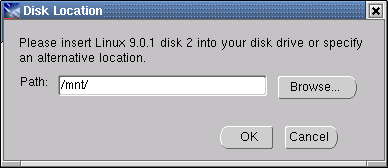 Disk Location
Please insert Linux 9.0.1 disk 2 into your disk drive or specify
an alternative location.
Path: /mnt/ Browse...
OK Cancel